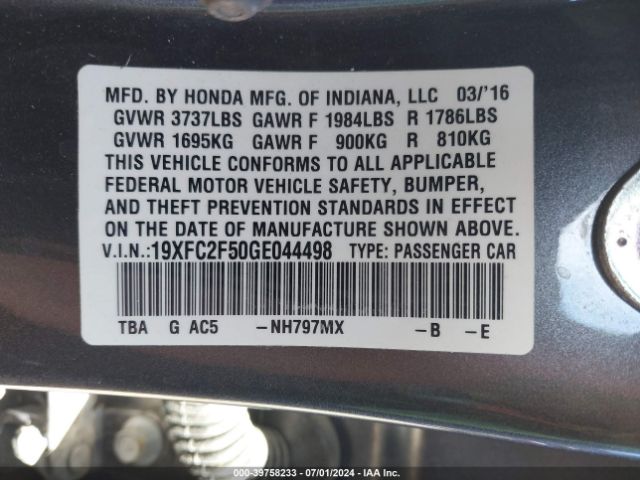 MFD. BY HONDA MFG. OF INDIANA, LLC 03/'16
GVWR 3737LBS GAWR F 1984LBS R 1786LBS
GVWR 1695KG GAWR F 900KG R 810KG
THIS VEHICLE CONFORMS TO ALL APPLICABLE
FEDERAL MOTOR VEHICLE SAFETY, BUMPER,
AND THEFT PREVENTION STANDARDS IN EFFECT
ON THE DATE OF MANUFACTURE SHOWN ABOVE.
V.I.N.:19XFC2F50GE044498 TYPE: PASSENGER CAR
TBA G AC5 -NH797MX -B -E
000-39758233 - 07/01/2024 - IAA Inc.